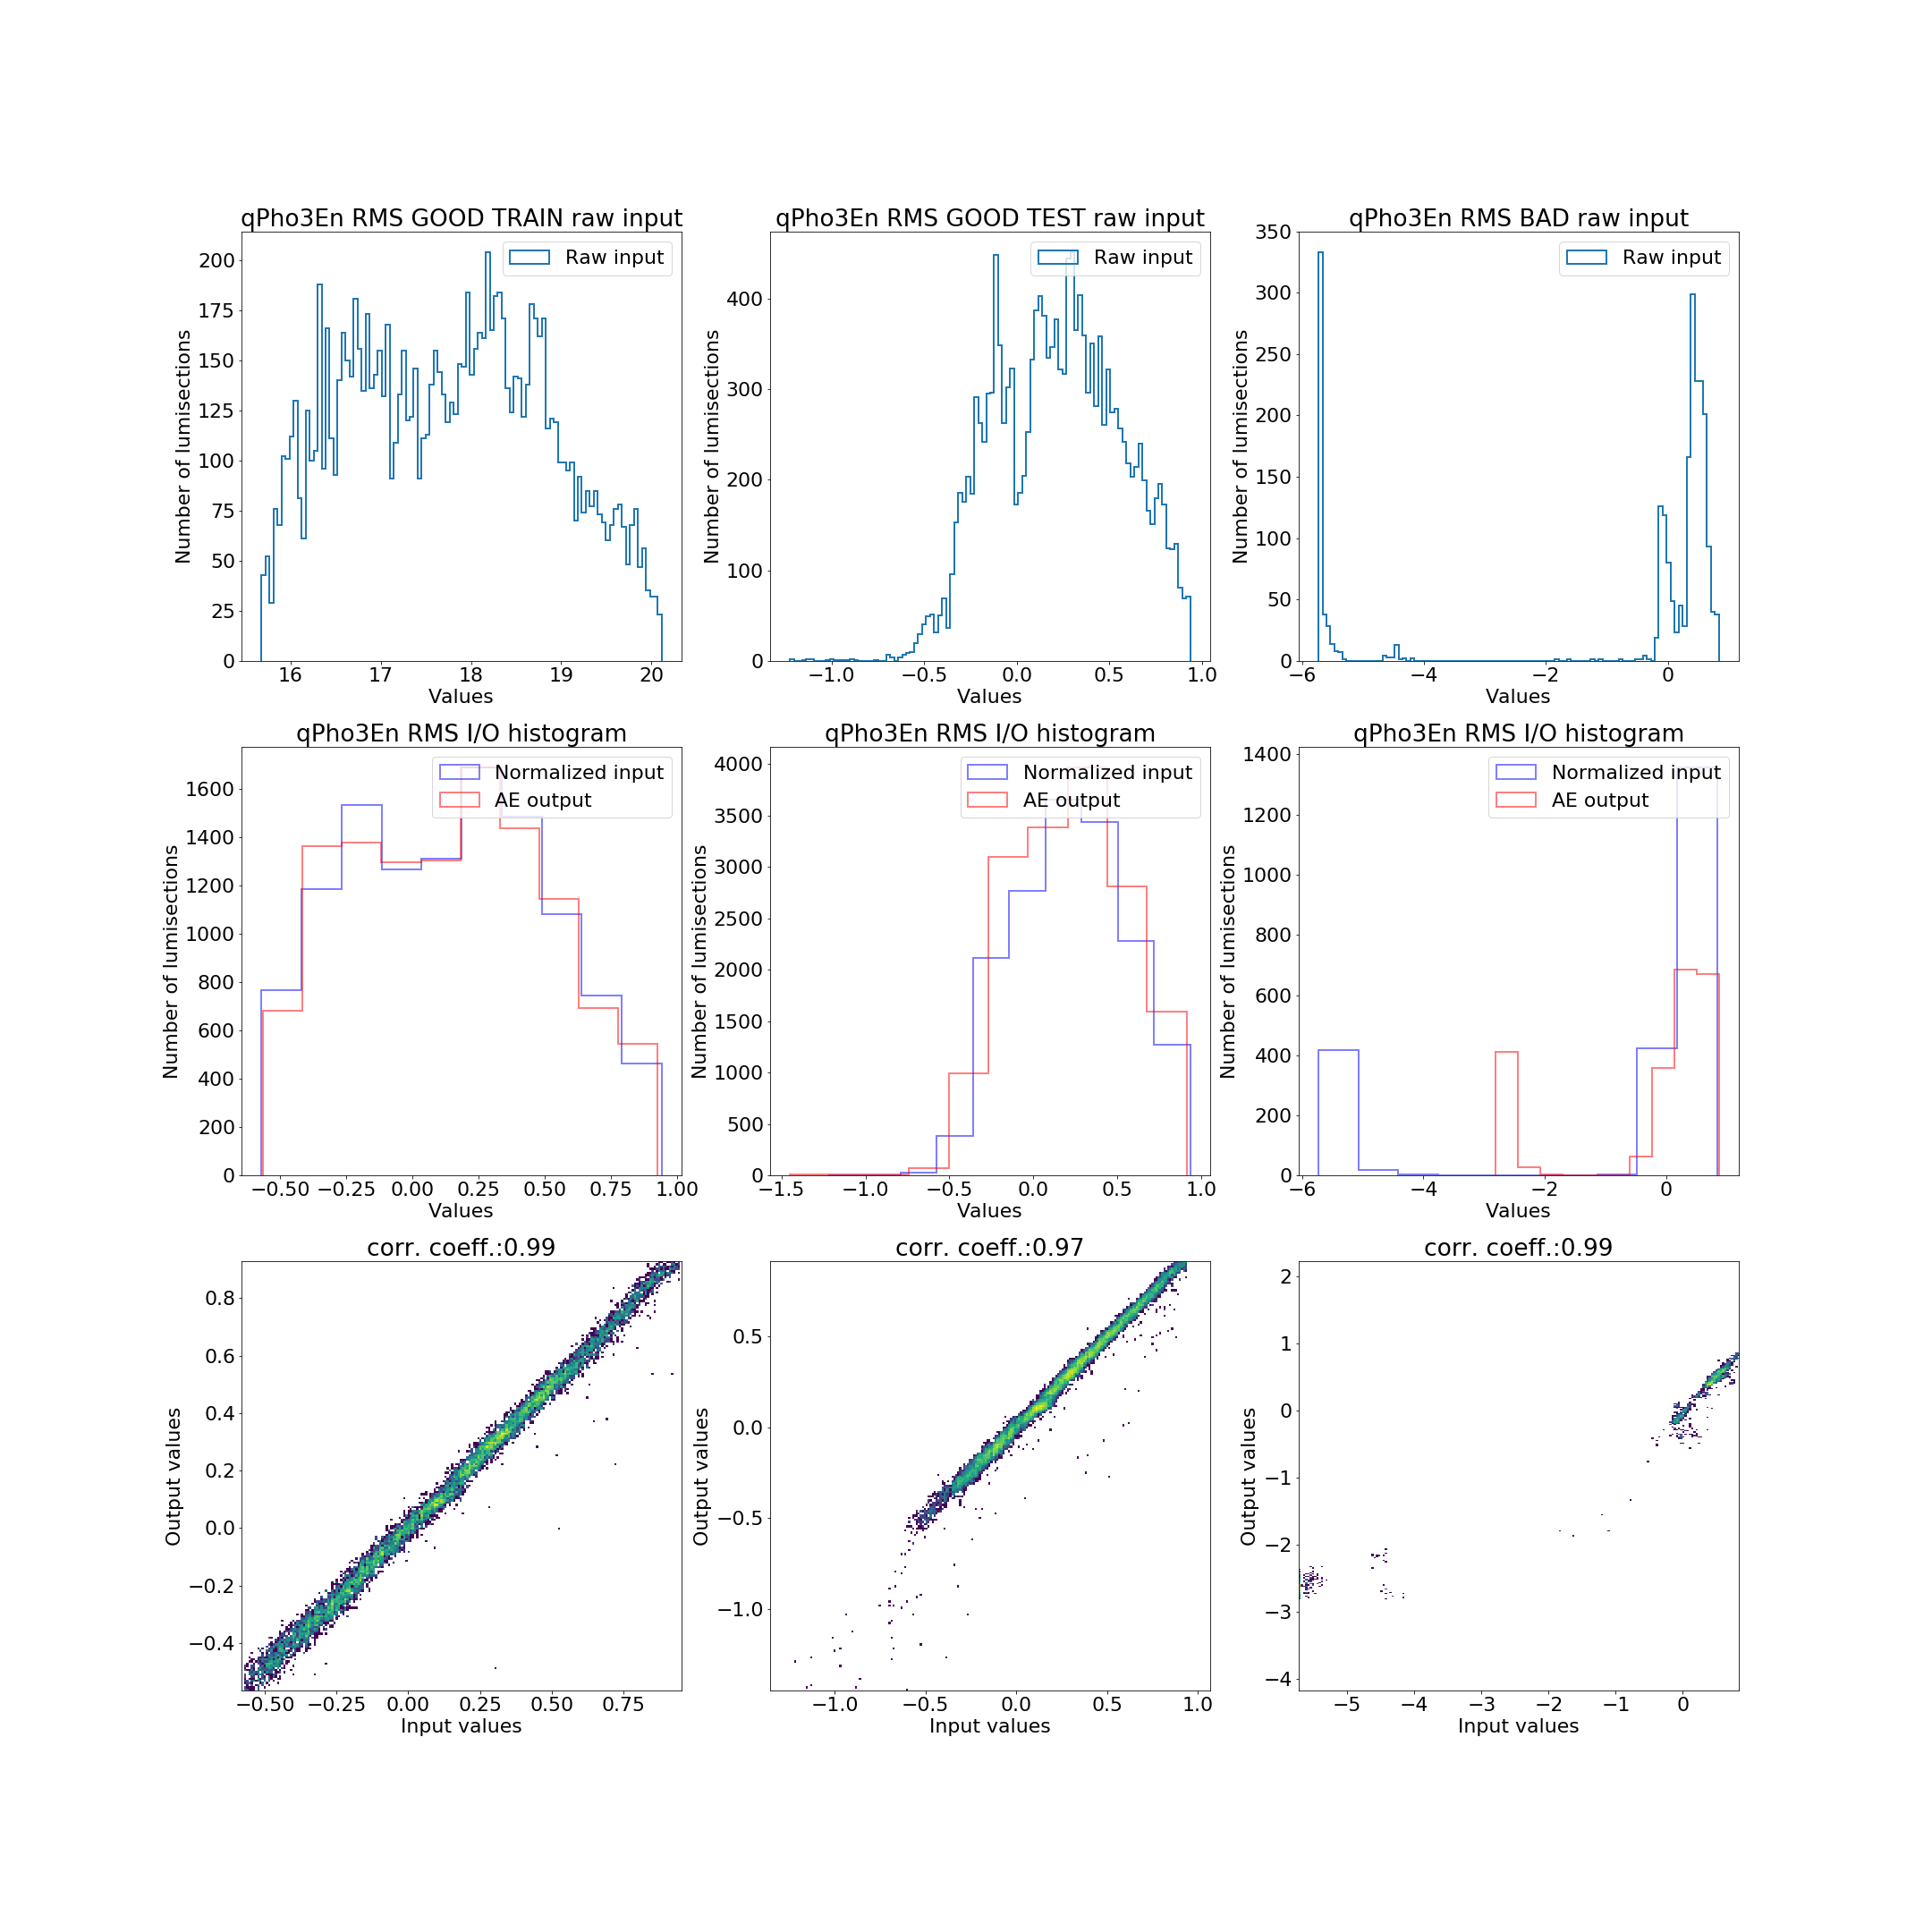 qPho3En RMS GOOD TRAIN raw input
Raw input
Number of lumisections
200
175
150
125
100
75
50
25
0
16 17 18 19 20
Values
qPho3En RMS GOOD TEST raw input
Raw input
Number of lumisections
400
300
200
100
0
−1.0 −0.5 0.0 0.5 1.0
Values
qPho3En RMS BAD raw input
Raw input
Number of lumisections
350
300
250
200
150
100
50
0
−6 −4 −2 0
Values
qPho3En RMS I/O histogram
Normalized input
AE output
Number of lumisections
1600
1400
1200
1000
800
600
400
200
0
−0.50 −0.25 0.00 0.25 0.50 0.75 1.00
Values
qPho3En RMS I/O histogram
Normalized input
AE output
Number of lumisections
4000
3500
3000
2500
2000
1500
1000
500
0
−1.5 −1.0 −0.5 0.0 0.5 1.0
Values
qPho3En RMS I/O histogram
Normalized input
AE output
Number of lumisections
1400
1200
1000
800
600
400
200
0
−6 −4 −2 0
Values
corr. coeff.:0.99
Output values
0.8
0.6
0.4
0.2
0.0
−0.2
−0.4
−0.50 −0.25 0.00 0.25 0.50 0.75
Input values
corr. coeff.:0.97
Output values
0.5
0.0
−0.5
−1.0
−1.0 −0.5 0.0 0.5 1.0
Input values
corr. coeff.:0.99
Output values
2
1
0
−1
−2
−3
−4
−5 −4 −3 −2 −1 0
Input values